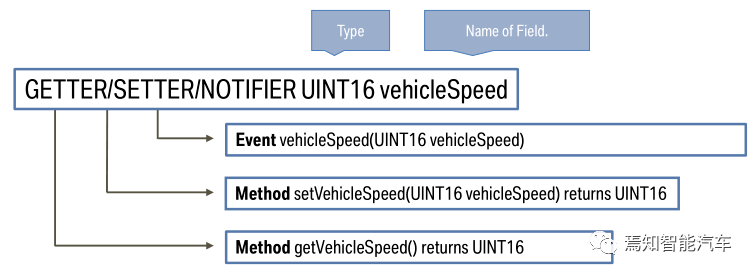 Type
Name of Field.
GETTER/SETTER/NOTIFIER UINT16 vehicleSpeed
Event vehicleSpeed(UINT16 vehicleSpeed)
Method setVehicleSpeed(UINT16 vehicleSpeed) returns UINT16
Method getVehicleSpeed() returns UINT16
焉知智能汽车